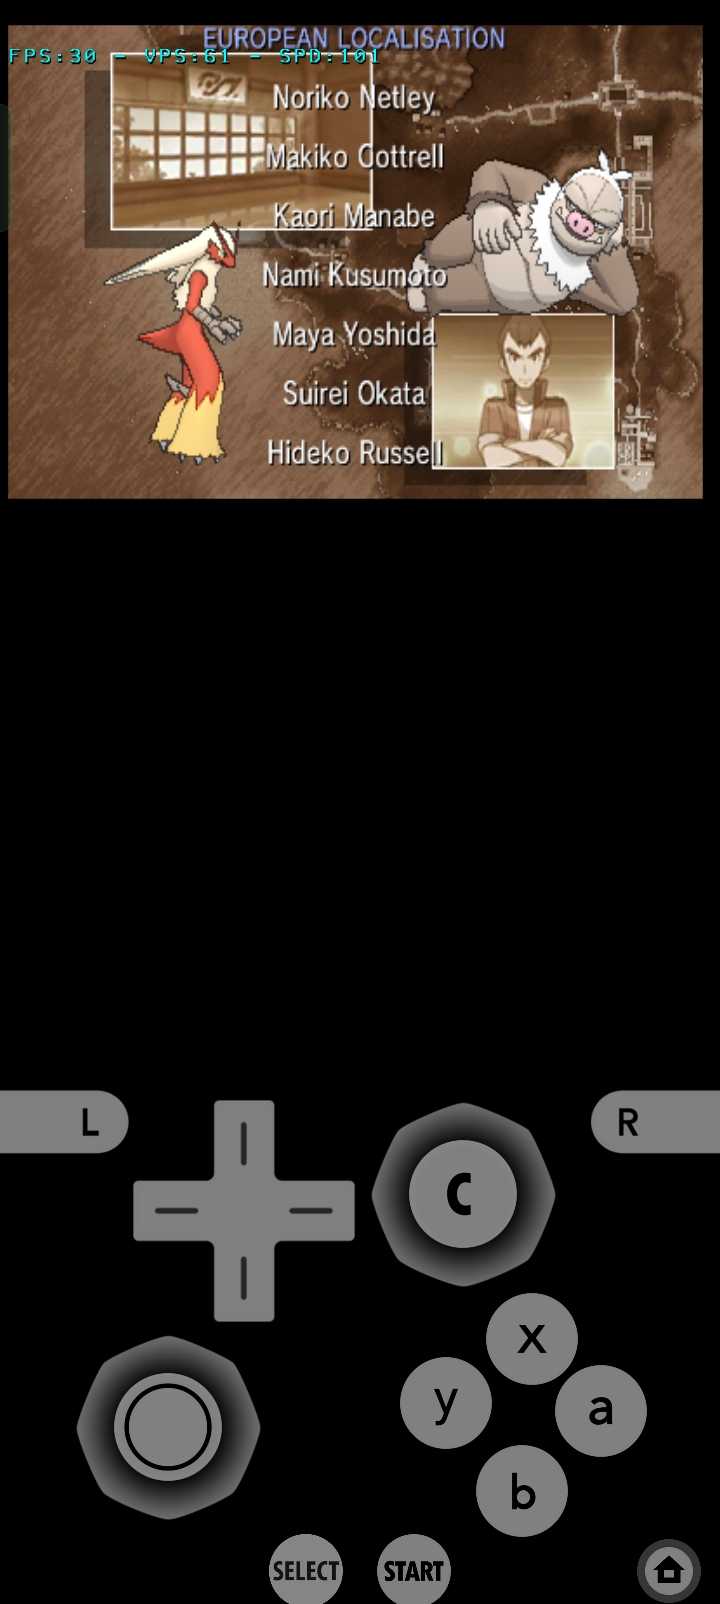 EUROPEAN LOCALISATION
FPS:30 - VPS:61 - SPD:101
Noriko Netley
Makiko Cottrell
Kaori Manabe
Nami Kusumoto
Maya Yoshida
Suirei Okata
Hideko Russell
L
R
C
x
y
a
b
SELECT
START